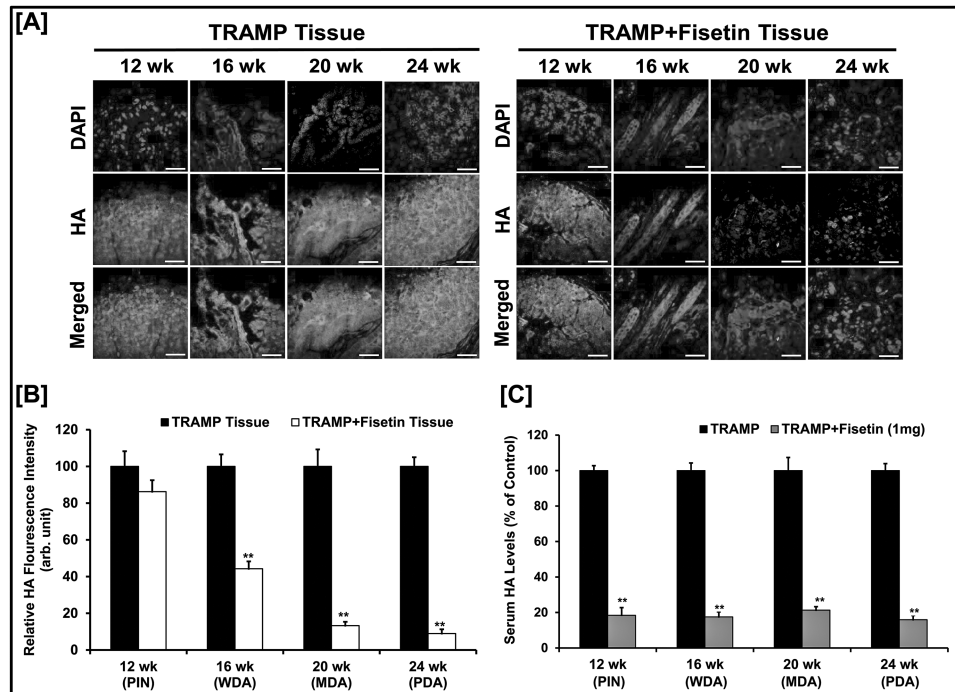 [A]
TRAMP Tissue
TRAMP+Fisetin Tissue
12 wk 16 wk 20 wk 24 wk
12 wk 16 wk 20 wk 24 wk
DAPI
HA
Merged
DAPI
HA
Merged
[B]
TRAMP Tissue TRAMP+Fisetin Tissue
Relative HA Flourescence Intensity
(arb. unit)
120
100
80
60
40
20
0
**
**
**
12 wk 16 wk 20 wk 24 wk
(PIN) (WDA) (MDA) (PDA)
[C]
TRAMP TRAMP+Fisetin (1mg)
Serum HA Levels (% of Control)
120
100
80
60
40
20
0
**
**
**
**
12 wk 16 wk 20 wk 24 wk
(PIN) (WDA) (MDA) (PDA)